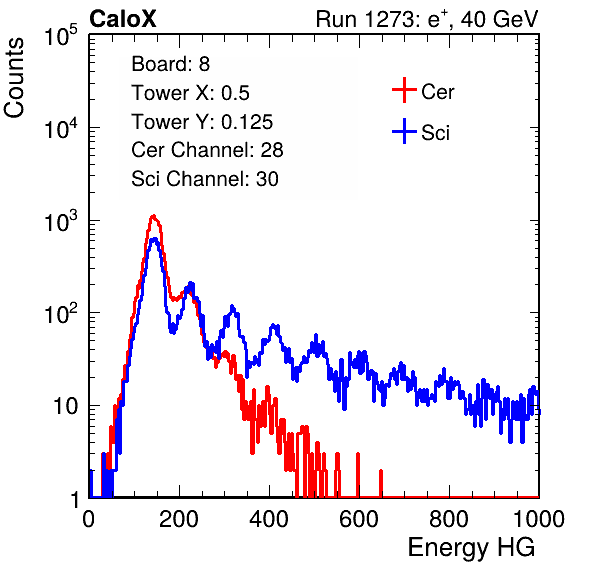 CaloX Run 1273: e⁺, 40 GeV
Counts
10⁵
10⁴
10³
10²
10
1
Board: 8
Tower X: 0.5
Tower Y: 0.125
Cer Channel: 28
Sci Channel: 30
Cer
Sci
0 200 400 600 800 1000
Energy HG